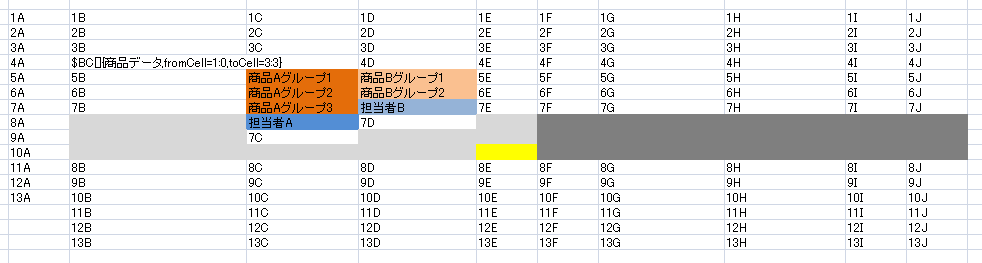 1A 1B 1C 1D 1E 1F 1G 1H 1I 1J
2A 2B 2C 2D 2E 2F 2G 2H 2I 2J
3A 3B 3C 3D 3E 3F 3G 3H 3I 3J
4A $BC[]{商品データ,fromCell=1:0,toCell=3:3} 4D 4E 4F 4G 4H 4I 4J
5A 5B 商品Aグループ1 商品Bグループ1 5E 5F 5G 5H 5I 5J
6A 6B 商品Aグループ2 商品Bグループ2 6E 6F 6G 6H 6I 6J
7A 7B 商品Aグループ3 担当者B 7E 7F 7G 7H 7I 7J
8A 担当者A 7D
9A 7C
10A
11A 8B 8C 8D 8E 8F 8G 8H 8I 8J
12A 9B 9C 9D 9E 9F 9G 9H 9I 9J
13A 10B 10C 10D 10E 10F 10G 10H 10I 10J
11B 11C 11D 11E 11F 11G 11H 11I 11J
12B 12C 12D 12E 12F 12G 12H 12I 12J
13B 13C 13D 13E 13F 13G 13H 13I 13J